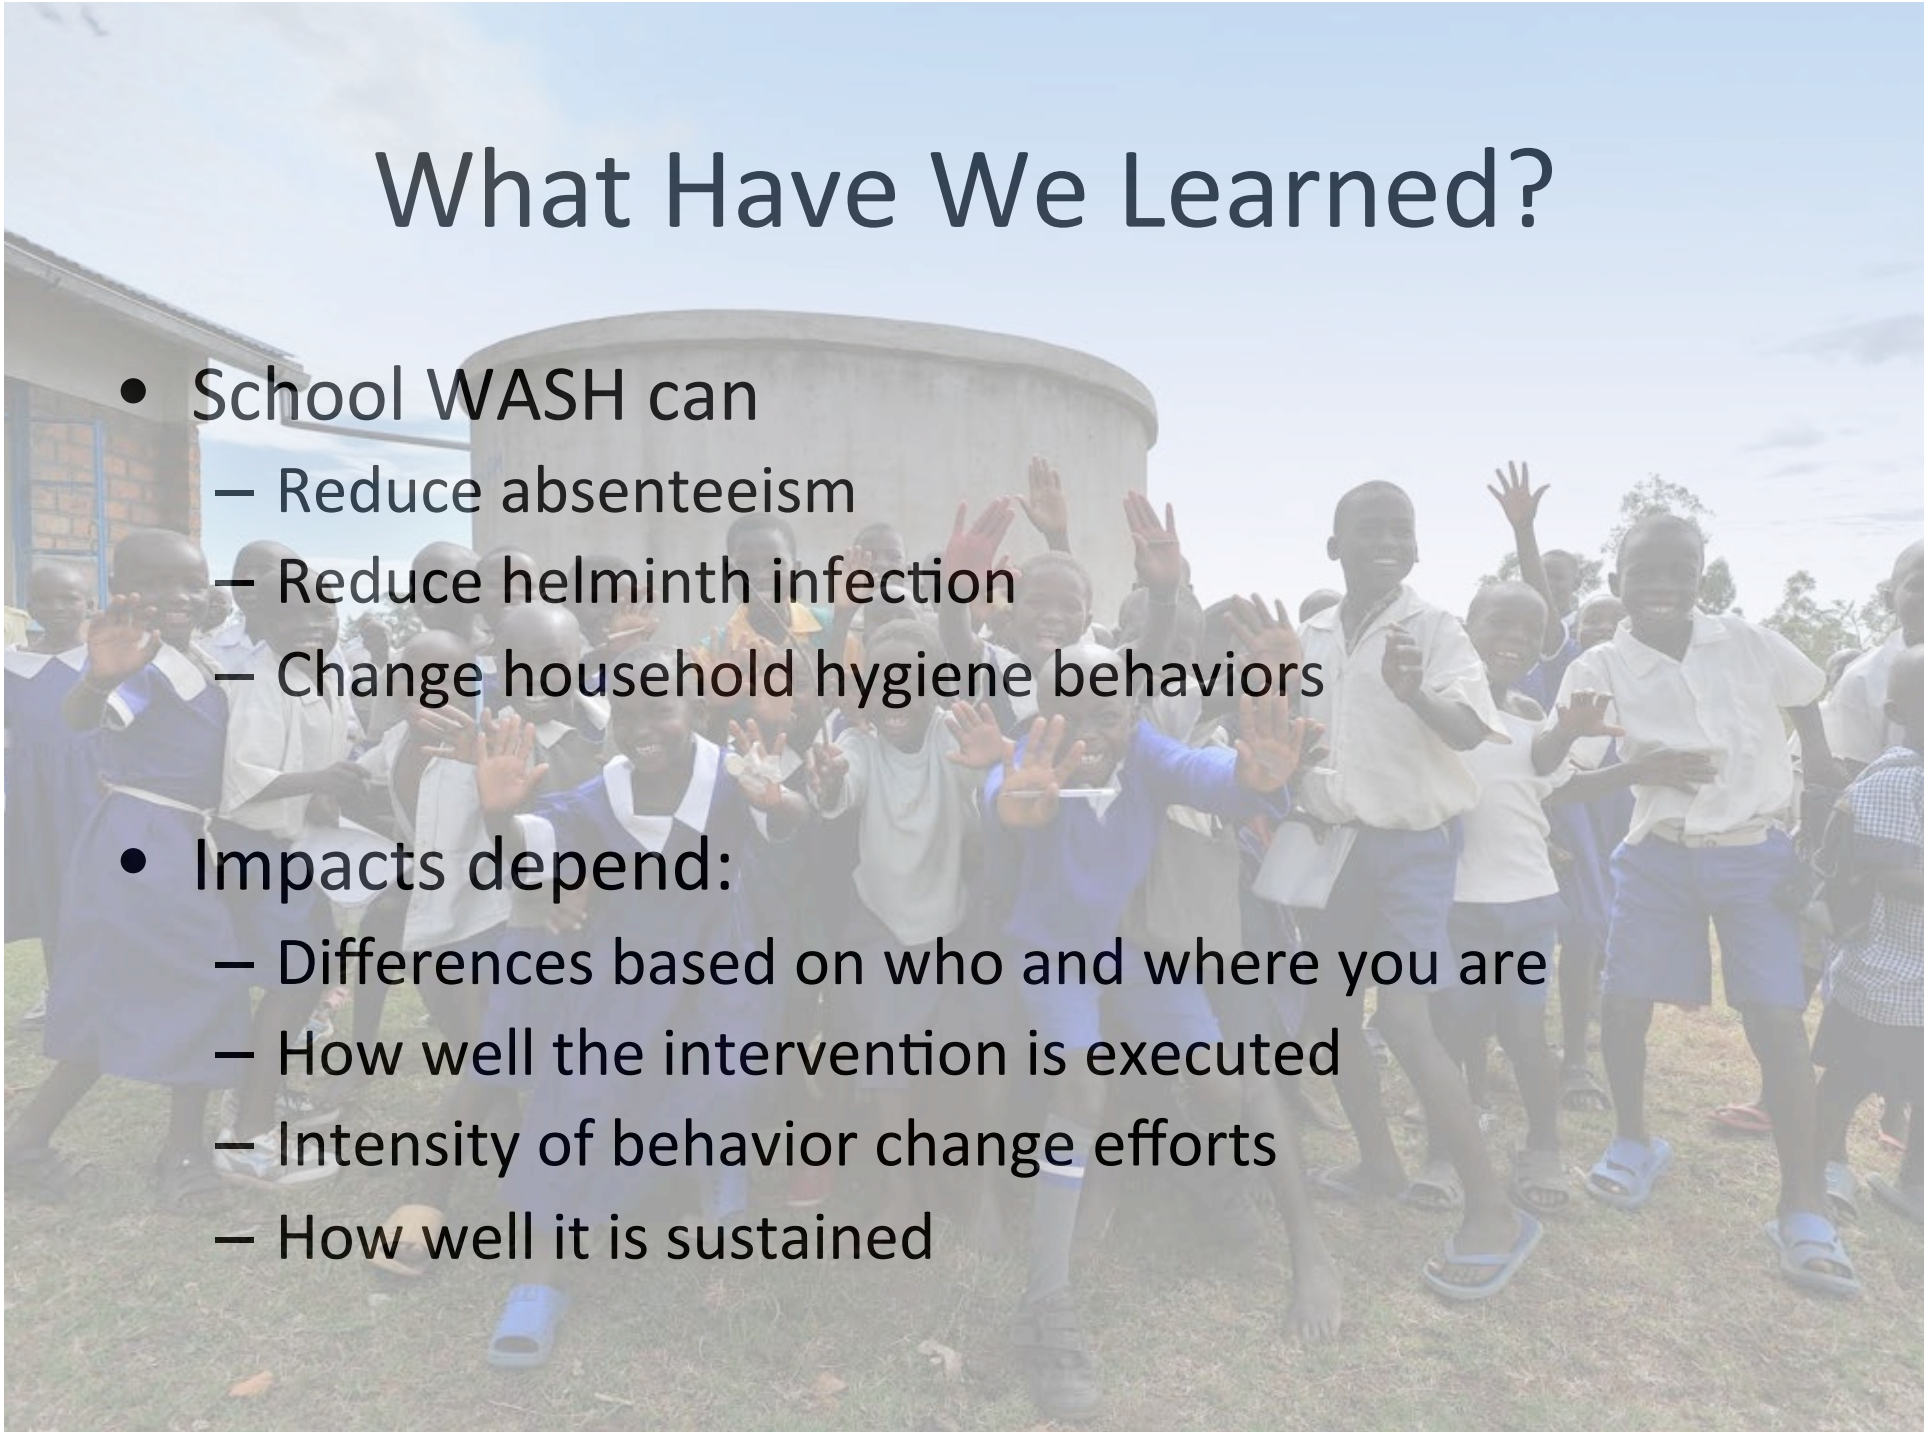 What Have We Learned?
• School WASH can
– Reduce absenteeism
– Reduce helminth infection
– Change household hygiene behaviors
• Impacts depend:
– Differences based on who and where you are
– How well the intervention is executed
– Intensity of behavior change efforts
– How well it is sustained